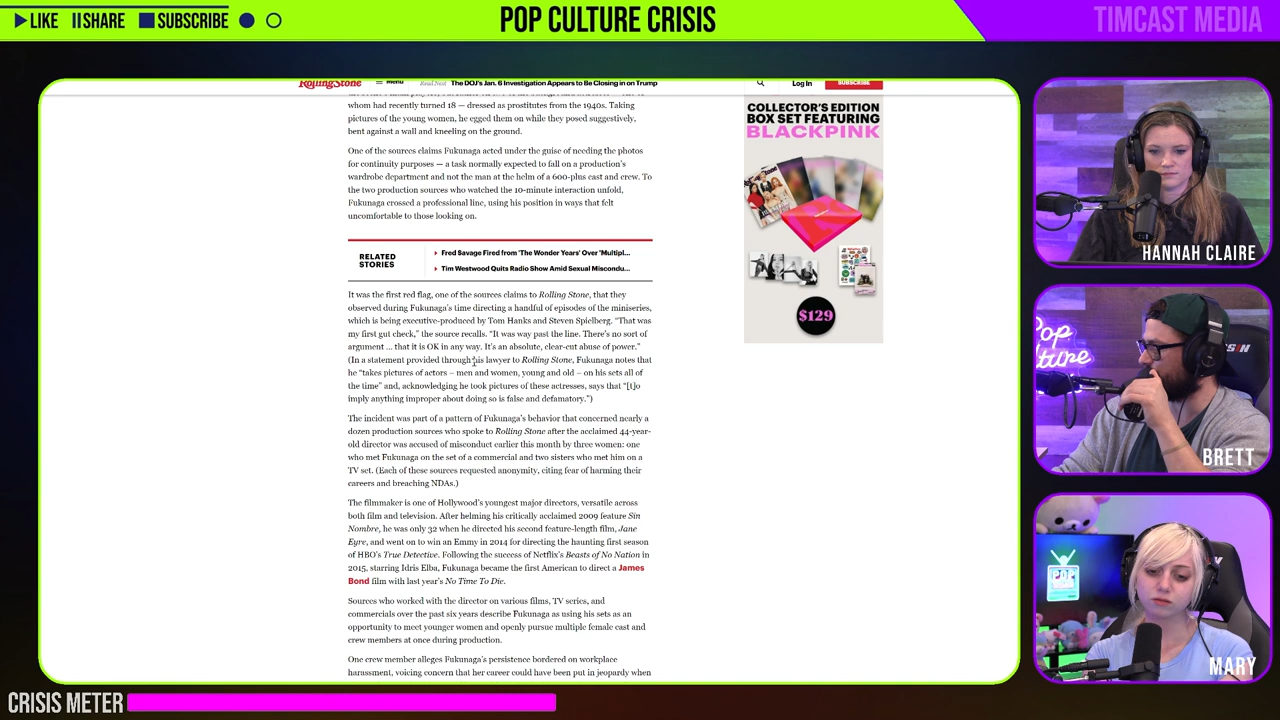 LIKE SHARE SUBSCRIBE
POP CULTURE CRISIS
TIMCAST MEDIA
RollingStone Menu Read Next The DOJ's Jan. 6 Investigation Appears to Be Closing in on Trump Log In SUBSCRIBE
whom had recently turned 18 — dressed as prostitutes from the 1940s. Taking
pictures of the young women, he egged them on while they posed suggestively,
bent against a wall and kneeling on the ground.
One of the sources claims Fukunaga acted under the guise of needing the photos
for continuity purposes — a task normally expected to fall on a production's
wardrobe department and not the man at the helm of a 600-plus cast and crew. To
the two production sources who watched the 10-minute interaction unfold,
Fukunaga crossed a professional line, using his position in ways that felt
uncomfortable to those looking on.
RELATED
STORIES
Fred Savage Fired from 'The Wonder Years' Over 'Multipl...
Tim Westwood Quits Radio Show Amid Sexual Miscondu...
It was the first red flag, one of the sources claims to Rolling Stone, that they
observed during Fukunaga's time directing a handful of episodes of the miniseries,
which is being executive-produced by Tom Hanks and Steven Spielberg. "That was
my first gut check," the source recalls. "It was way past the line. There's no sort of
argument ... that it is OK in any way. It's an absolute, clear-cut abuse of power."
(In a statement provided through his lawyer to Rolling Stone, Fukunaga notes that
he "takes pictures of actors – men and women, young and old – on his sets all of
the time" and, acknowledging he took pictures of these actresses, says that "[t]o
imply anything improper about doing so is false and defamatory.")
The incident was part of a pattern of Fukunaga's behavior that concerned nearly a
dozen production sources who spoke to Rolling Stone after the acclaimed 44-year-
old director was accused of misconduct earlier this month by three women: one
who met Fukunaga on the set of a commercial and two sisters who met him on a
TV set. (Each of these sources requested anonymity, citing fear of harming their
careers and breaching NDAs.)
The filmmaker is one of Hollywood's youngest major directors, versatile across
both film and television. After helming his critically acclaimed 2009 feature Sin
Nombre, he was only 32 when he directed his second feature-length film, Jane
Eyre, and went on to win an Emmy in 2014 for directing the haunting first season
of HBO's True Detective. Following the success of Netflix's Beasts of No Nation in
2015, starring Idris Elba, Fukunaga became the first American to direct a James
Bond film with last year's No Time To Die.
Sources who worked with the director on various films, TV series, and
commercials over the past six years describe Fukunaga as using his sets as an
opportunity to meet younger women and openly pursue multiple female cast and
crew members at once during production.
One crew member alleges Fukunaga's persistence bordered on workplace
harassment, voicing concern that her career could have been put in jeopardy when
COLLECTOR'S EDITION
BOX SET FEATURING
BLACKPINK
$129
HANNAH CLAIRE
Pop
BRETT
MARY
CRISIS METER